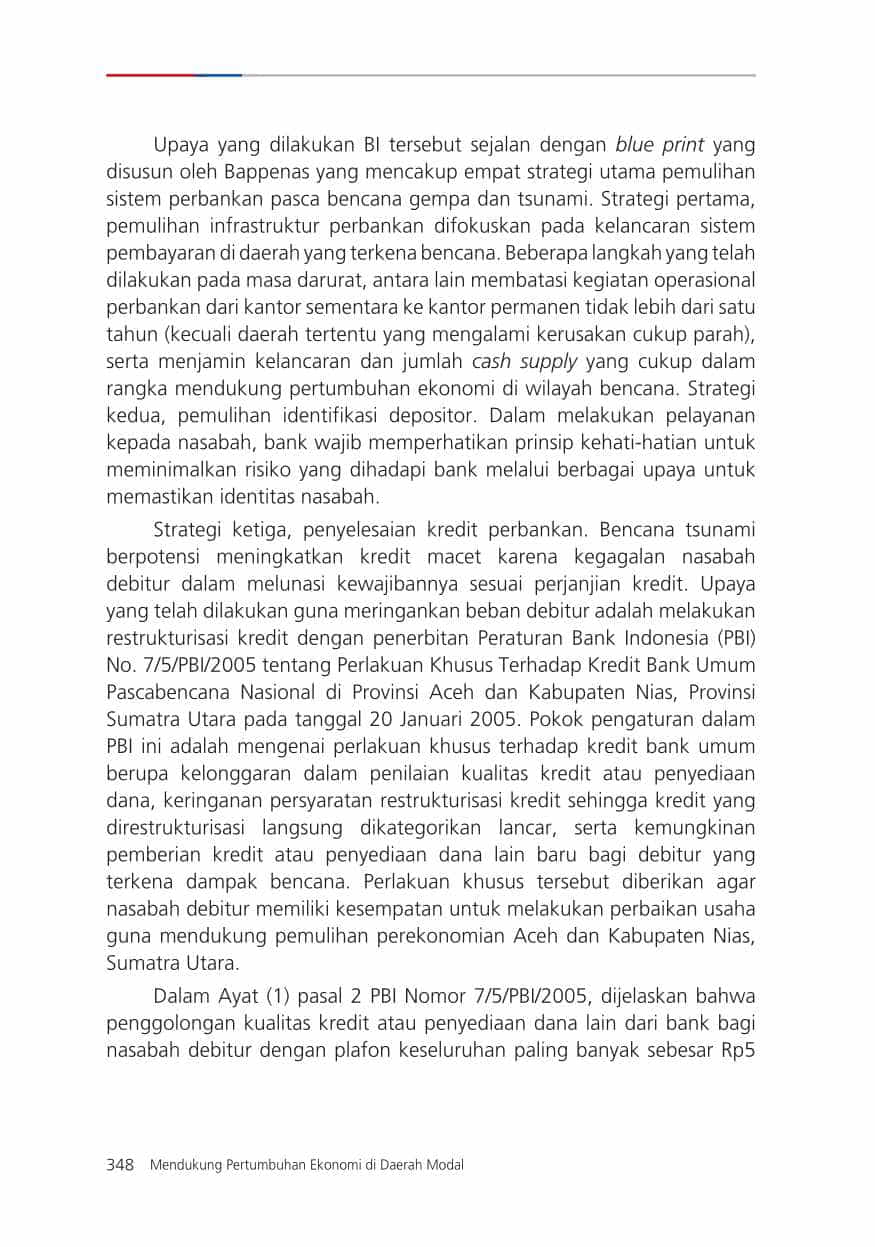 Upaya yang dilakukan BI tersebut sejalan dengan blue print yang
disusun oleh Bappenas yang mencakup empat strategi utama pemulihan
sistem perbankan pasca bencana gempa dan tsunami. Strategi pertama,
pemulihan infrastruktur perbankan difokuskan pada kelancaran sistem
pembayaran di daerah yang terkena bencana. Beberapa langkah yang telah
dilakukan pada masa darurat, antara lain membatasi kegiatan operasional
perbankan dari kantor sementara ke kantor permanen tidak lebih dari satu
tahun (kecuali daerah tertentu yang mengalami kerusakan cukup parah),
serta menjamin kelancaran dan jumlah cash supply yang cukup dalam
rangka mendukung pertumbuhan ekonomi di wilayah bencana. Strategi
kedua, pemulihan identifikasi depositor. Dalam melakukan pelayanan
kepada nasabah, bank wajib memperhatikan prinsip kehati-hatian untuk
meminimalkan risiko yang dihadapi bank melalui berbagai upaya untuk
memastikan identitas nasabah.
Strategi ketiga, penyelesaian kredit perbankan. Bencana tsunami
berpotensi meningkatkan kredit macet karena kegagalan nasabah
debitur dalam melunasi kewajibannya sesuai perjanjian kredit. Upaya
yang telah dilakukan guna meringankan beban debitur adalah melakukan
restrukturisasi kredit dengan penerbitan Peraturan Bank Indonesia (PBI)
No. 7/5/PBI/2005 tentang Perlakuan Khusus Terhadap Kredit Bank Umum
Pascabencana Nasional di Provinsi Aceh dan Kabupaten Nias, Provinsi
Sumatra Utara pada tanggal 20 Januari 2005. Pokok pengaturan dalam
PBI ini adalah mengenai perlakuan khusus terhadap kredit bank umum
berupa kelonggaran dalam penilaian kualitas kredit atau penyediaan
dana, keringanan persyaratan restrukturisasi kredit sehingga kredit yang
direstrukturisasi langsung dikategorikan lancar, serta kemungkinan
pemberian kredit atau penyediaan dana lain baru bagi debitur yang
terkena dampak bencana. Perlakuan khusus tersebut diberikan agar
nasabah debitur memiliki kesempatan untuk melakukan perbaikan usaha
guna mendukung pemulihan perekonomian Aceh dan Kabupaten Nias,
Sumatra Utara.
Dalam Ayat (1) pasal 2 PBI Nomor 7/5/PBI/2005, dijelaskan bahwa
penggolongan kualitas kredit atau penyediaan dana lain dari bank bagi
nasabah debitur dengan plafon keseluruhan paling banyak sebesar Rp5
348 Mendukung Pertumbuhan Ekonomi di Daerah Modal